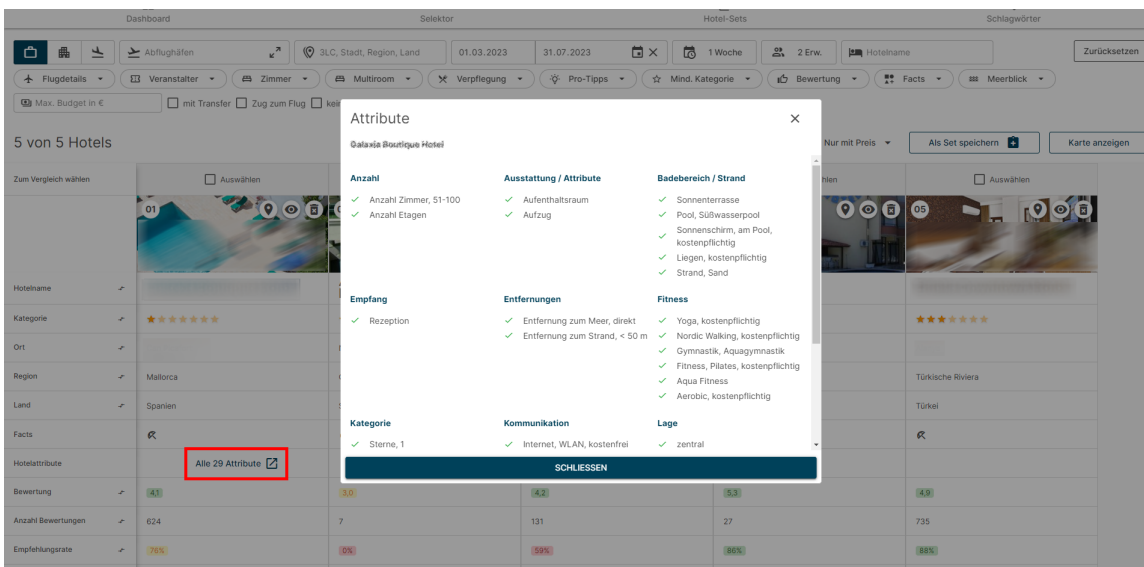 Dashboard
Selektor
Hotel-Sets
Schlagwörter
Abflughäfen
3LC, Stadt, Region, Land
01.03.2023
31.07.2023
1 Woche
2 Erw.
Hotelname
Zurücksetzen
Flugdetails
Veranstalter
Zimmer
Multiroom
Verpflegung
Pro-Tipps
Mind. Kategorie
Bewertung
Facts
Meerblick
Max. Budget in €
mit Transfer
Zug zum Flug
5 von 5 Hotels
Nur mit Preis
Als Set speichern
Karte anzeigen
Zum Vergleich wählen
Auswählen
Auswählen
01
05
Hotelname
Kategorie
Ort
Region
Mallorca
Türkische Riviera
Land
Spanien
Türkei
Facts
Hotelattribute
Alle 29 Attribute
Bewertung
4,1
3,0
4,2
5,3
4,9
Anzahl Bewertungen
624
7
131
27
735
Empfehlungsrate
76%
0%
59%
86%
88%
Attribute
Galaxia Boutique Hotel
Anzahl
Anzahl Zimmer, 51-100
Anzahl Etagen
Ausstattung / Attribute
Aufenthaltsraum
Aufzug
Badebereich / Strand
Sonnenterrasse
Pool, Süßwasserpool
Sonnenschirm, am Pool,
kostenpflichtig
Liegen, kostenpflichtig
Strand, Sand
Empfang
Rezeption
Entfernungen
Entfernung zum Meer, direkt
Entfernung zum Strand, < 50 m
Fitness
Yoga, kostenpflichtig
Nordic Walking, kostenpflichtig
Gymnastik, Aquagymnastik
Fitness, Pilates, kostenpflichtig
Aqua Fitness
Aerobic, kostenpflichtig
Kategorie
Sterne, 1
Kommunikation
Internet, WLAN, kostenfrei
Lage
zentral
SCHLIESSEN